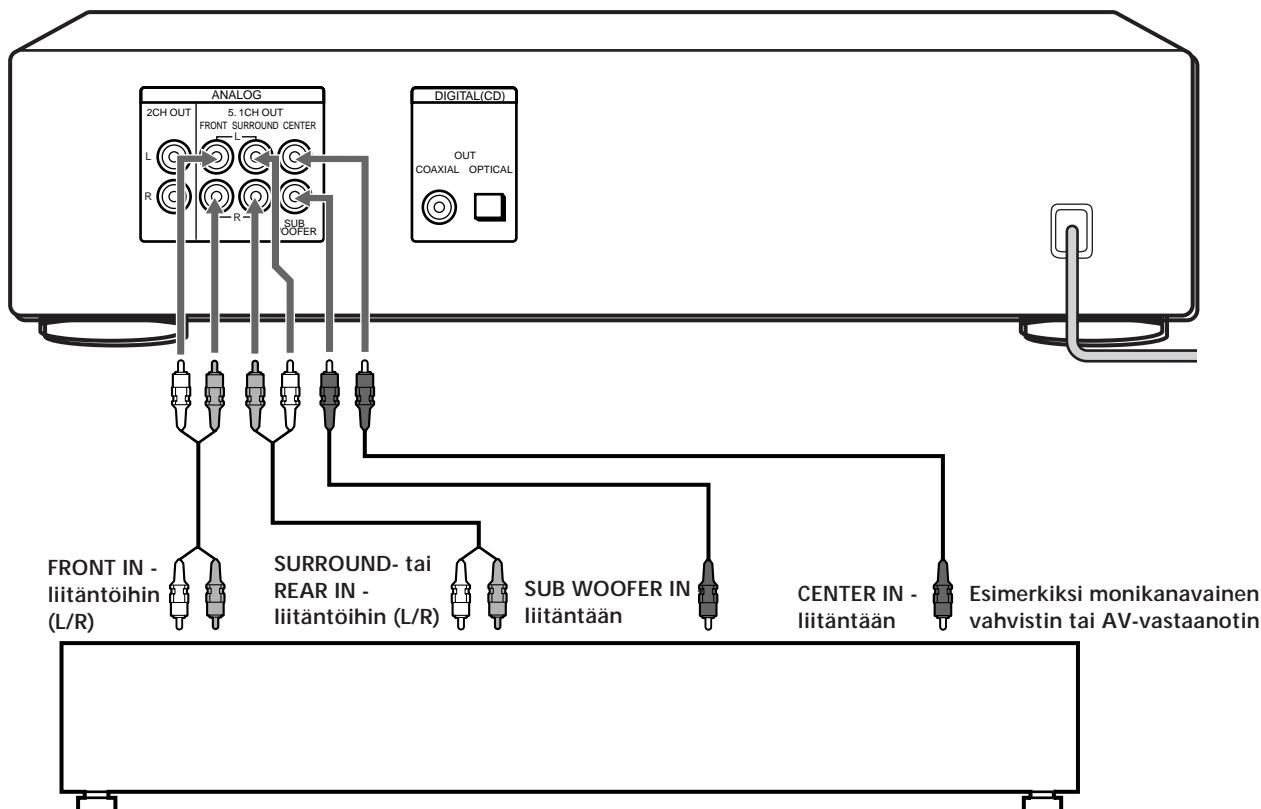 ANALOG
2CH OUT
5. 1CH OUT
FRONT SURROUND CENTER
L
L
R
R
SUB
WOOFER
DIGITAL(CD)
OUT
COAXIAL OPTICAL
FRONT IN -
liitäntöihin
(L/R)
SURROUND- tai
REAR IN -
liitäntöihin (L/R)
SUB WOOFER IN
liitäntään
CENTER IN -
liitäntään
Esimerkiksi monikanavainen
vahvistin tai AV-vastaanotin